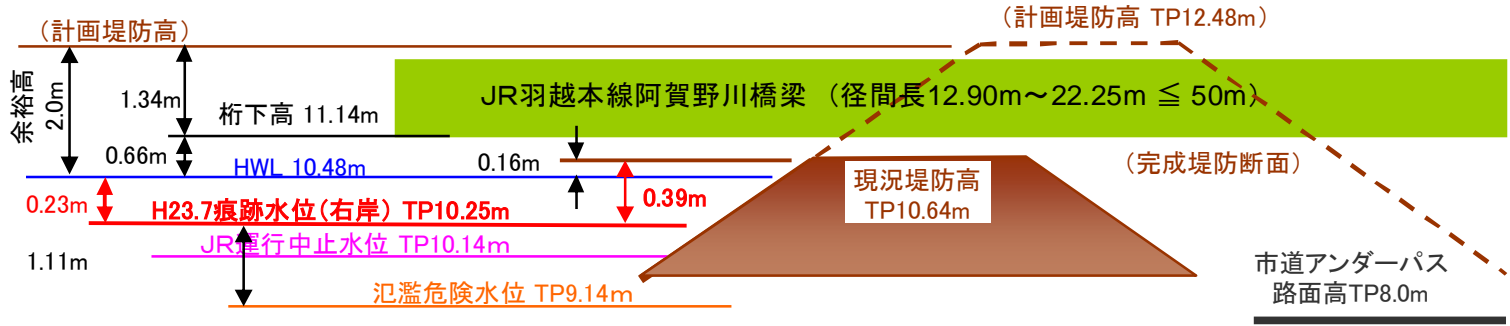 （計画堤防高）
（計画堤防高 TP12.48m）
余裕高
2.0m
1.34m
JR羽越本線阿賀野川橋梁 （径間長12.90m～22.25m ≦ 50m）
桁下高 11.14m
0.66m
HWL 10.48m
0.16m
（完成堤防断面）
現況堤防高
TP10.64m
0.23m
0.39m
H23.7痕跡水位（右岸） TP10.25m
JR運行中止水位 TP10.14m
1.11m
氾濫危険水位 TP9.14m
市道アンダーパス
路面高TP8.0m